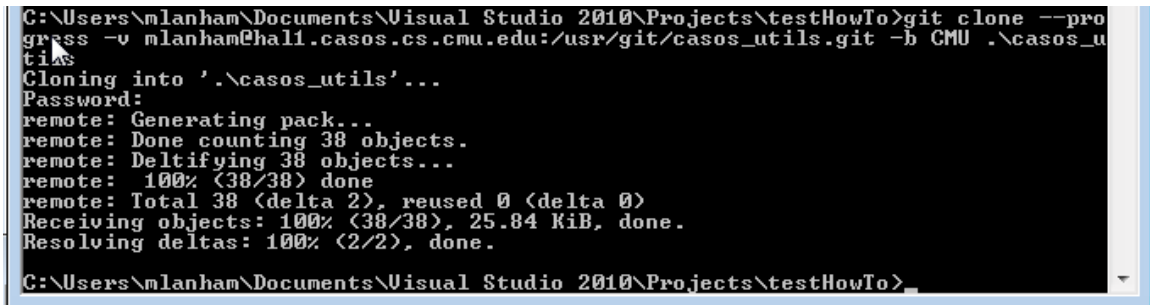 C:\Users\mlanham\Documents\Visual Studio 2010\Projects\testHowTo>git clone --pro
gress -v mlanham@hal1.casos.cs.cmu.edu:/usr/git/casos_utils.git -b CMU .\casos_u
tils
Cloning into '.\casos_utils'...
Password:
remote: Generating pack...
remote: Done counting 38 objects.
remote: Deltifying 38 objects...
remote:  100% (38/38) done
remote: Total 38 (delta 2), reused 0 (delta 0)
Receiving objects: 100% (38/38), 25.84 KiB, done.
Resolving deltas: 100% (2/2), done.
C:\Users\mlanham\Documents\Visual Studio 2010\Projects\testHowTo>_